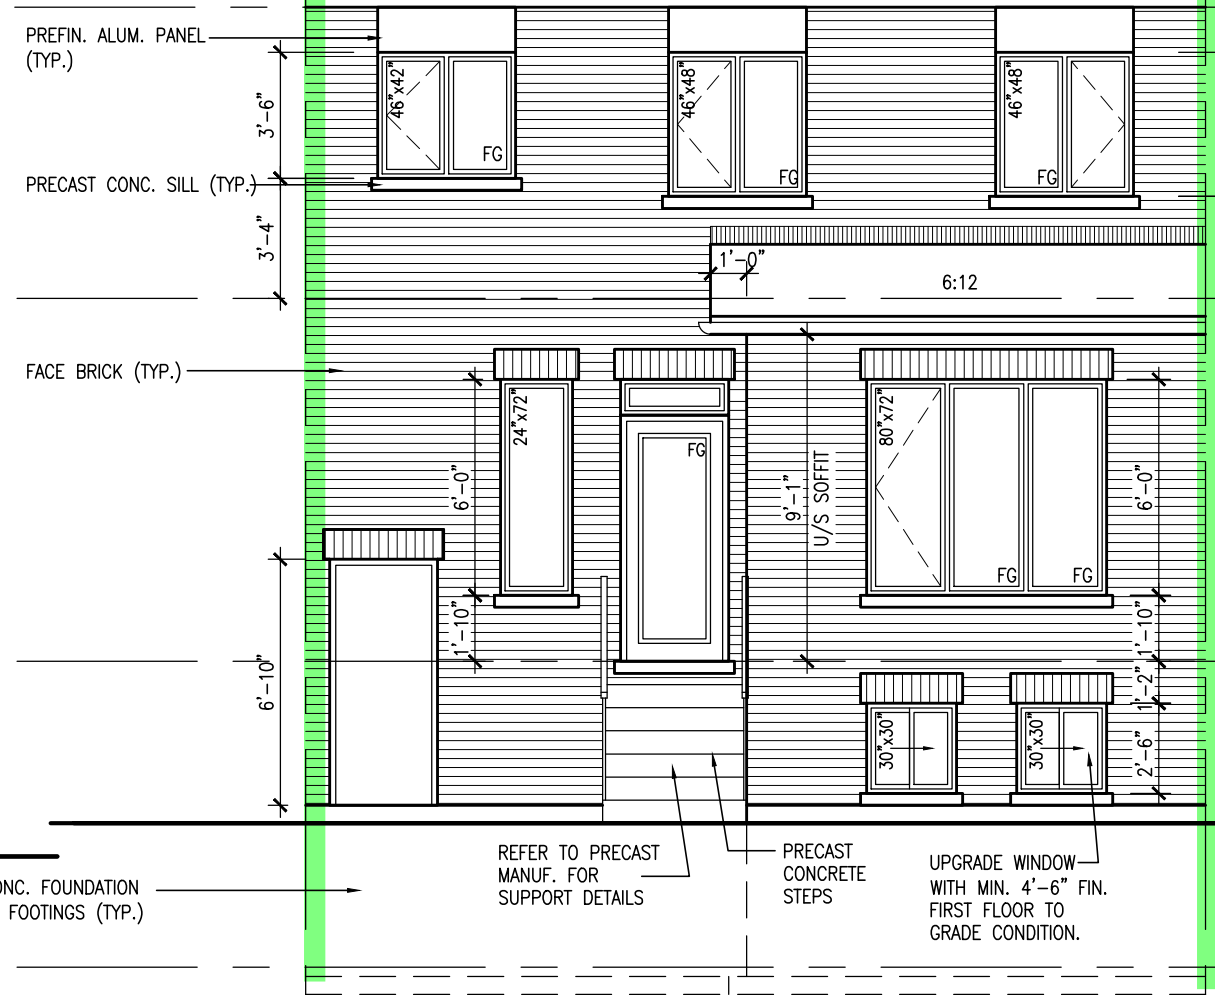 PREFIN. ALUM. PANEL
(TYP.)
46"x42"
FG
46"x48"
FG
46"x48"
FG
3'-6"
PRECAST CONC. SILL (TYP.)
3'-4"
1'-0"
6:12
FACE BRICK (TYP.)
24"x72"
FG
80"x72"
FG
FG
6'-0"
9'-1"
U/S SOFFIT
6'-0"
1'-10"
1'-10"
6'-10"
1'-2"
30"x30"
30"x30"
2'-6"
REFER TO PRECAST
MANUF. FOR
SUPPORT DETAILS
PRECAST
CONCRETE
STEPS
UPGRADE WINDOW
WITH MIN. 4'-6" FIN.
FIRST FLOOR TO
GRADE CONDITION.
ONC. FOUNDATION
FOOTINGS (TYP.)